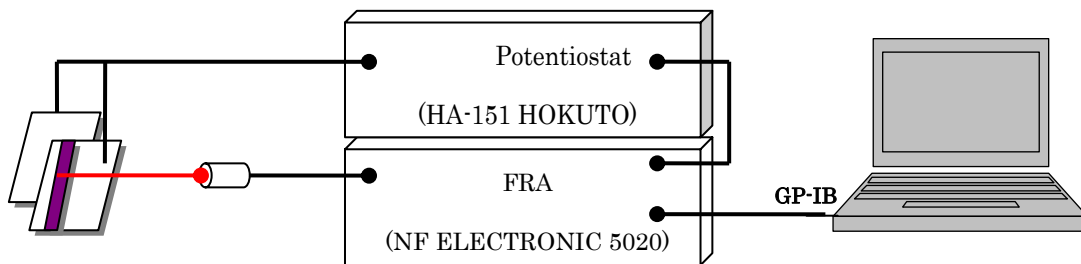 Potentiostat
(HA-151 HOKUTO)
FRA
GP-IB
(NF ELECTRONIC 5020)